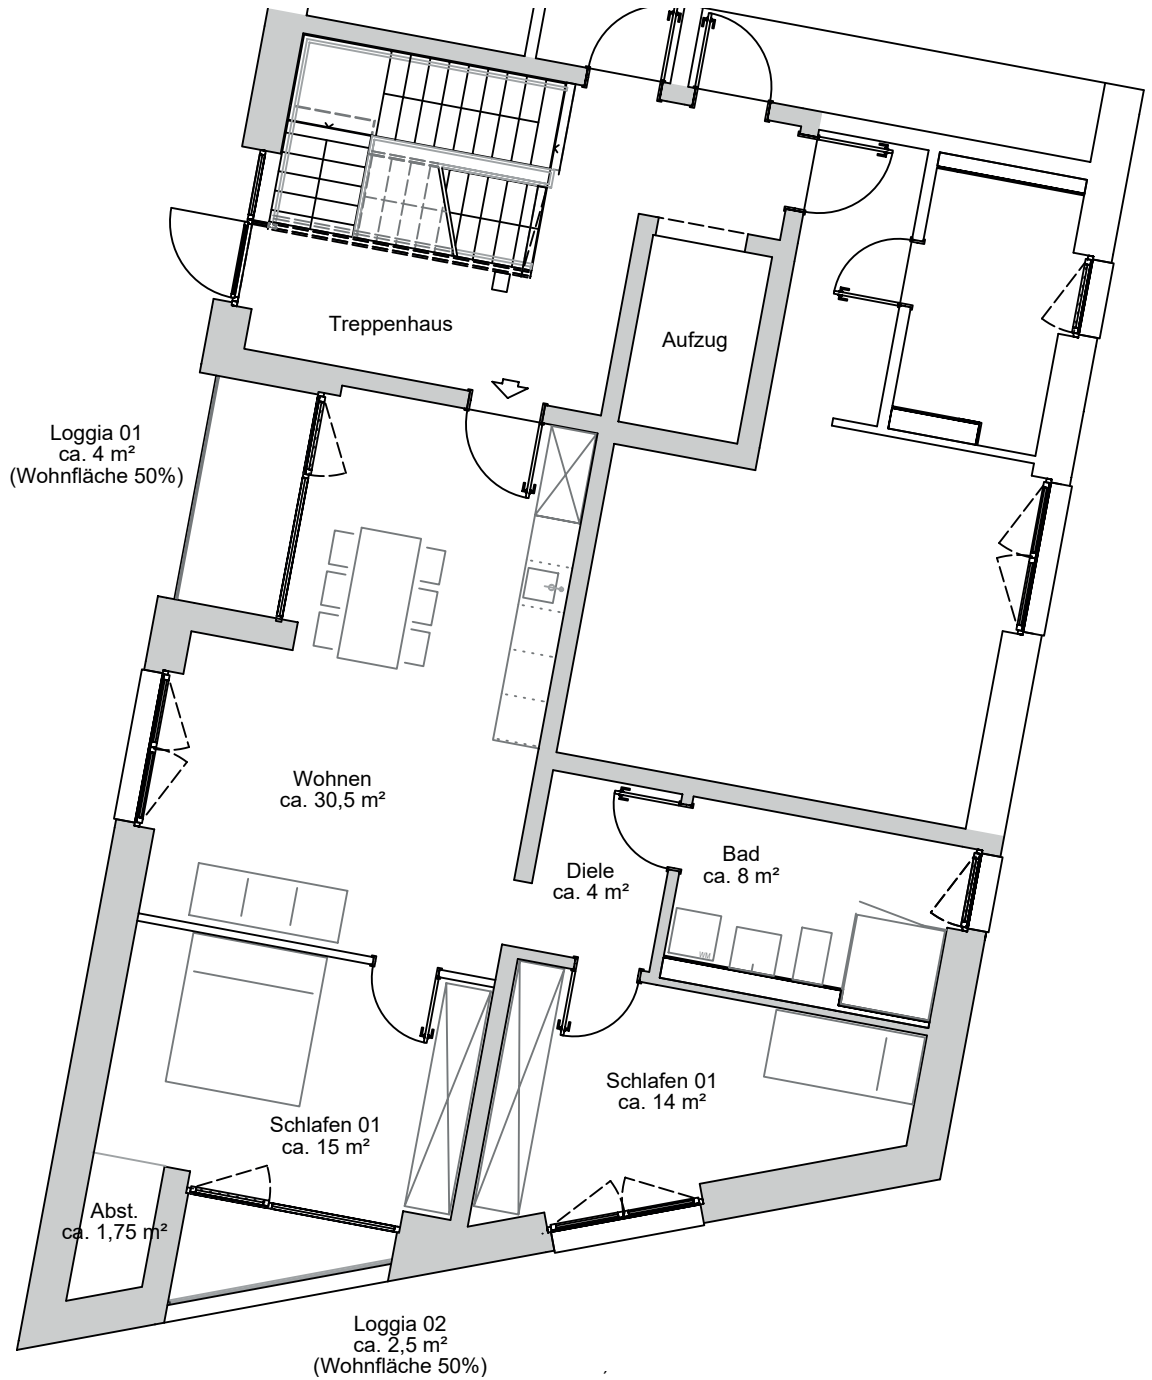 Treppenhaus
Aufzug
Loggia 01
ca. 4 m²
(Wohnfläche 50%)
Wohnen
ca. 30,5 m²
Diele
ca. 4 m²
Bad
ca. 8 m²
WM
Schlafen 01
ca. 14 m²
Schlafen 01
ca. 15 m²
Abst.
ca. 1,75 m²
Loggia 02
ca. 2,5 m²
(Wohnfläche 50%)